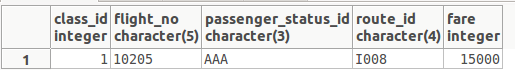 class_id flight_no passenger_status_id route_id fare
integer character(5) character(3) character(4) integer
1 1 10205 AAA I008 15000